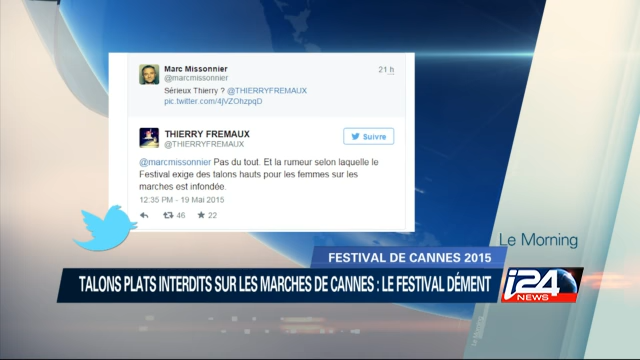 Marc Missonnier
@marcmissonnier
21 h
Sérieux Thierry ? @THIERRYFREMAUX
pic.twitter.com/4jVZOhzpqD
THIERRY FREMAUX
@THIERRYFREMAUX
Suivre
@marcmissonnier Pas du tout. Et la rumeur selon laquelle le
Festival exige des talons hauts pour les femmes sur les
marches est infondée.
12:35 PM - 19 Mai 2015
46
22
Le Morning
FESTIVAL DE CANNES 2015
TALONS PLATS INTERDITS SUR LES MARCHES DE CANNES : LE FESTIVAL DÉMENT
i24
NEWS